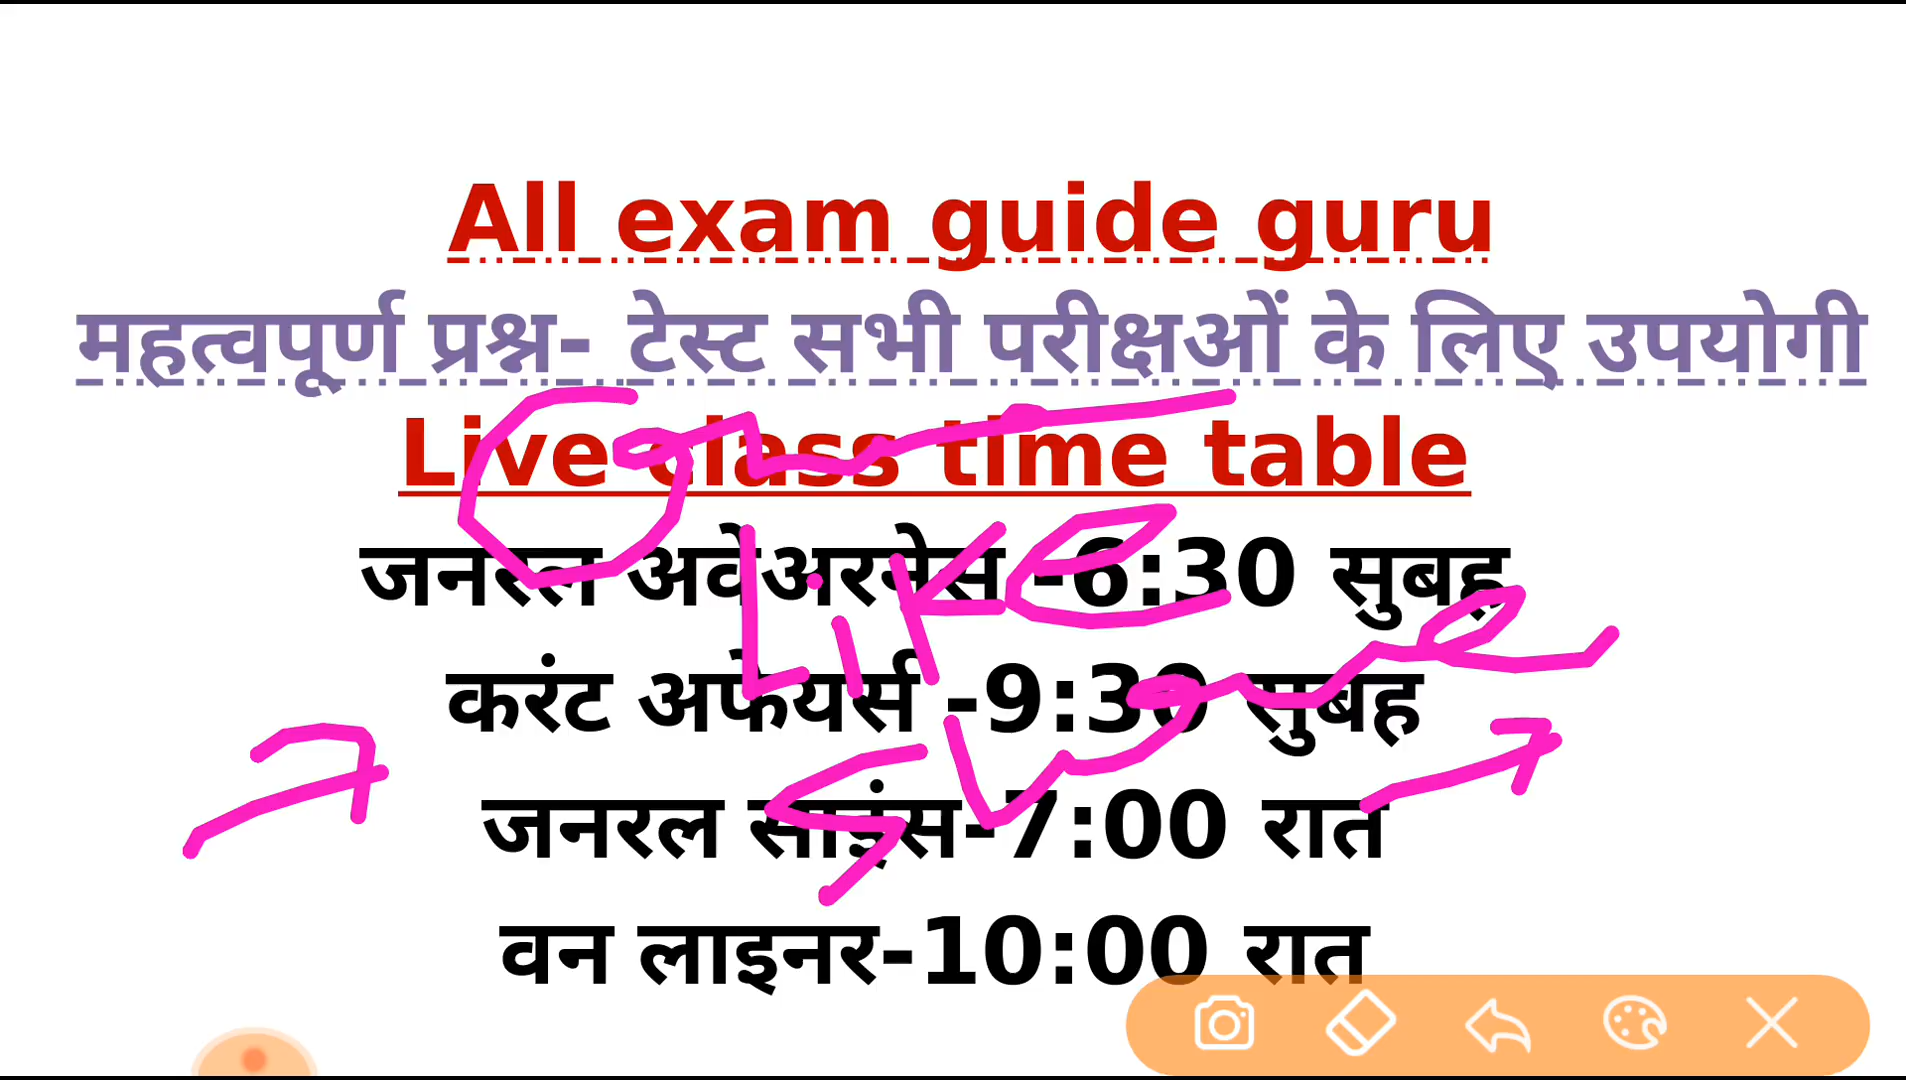 All exam guide guru
महत्वपूर्ण प्रश्न- टेस्ट सभी परीक्षओं के लिए उपयोगी
Live class time table
जनरल अवेअरनेस -6:30 सुबह
Like
करंट अफेयर्स -9:30 सुबह
जनरल साइंस-7:00 रात
वन लाइनर-10:00 रात